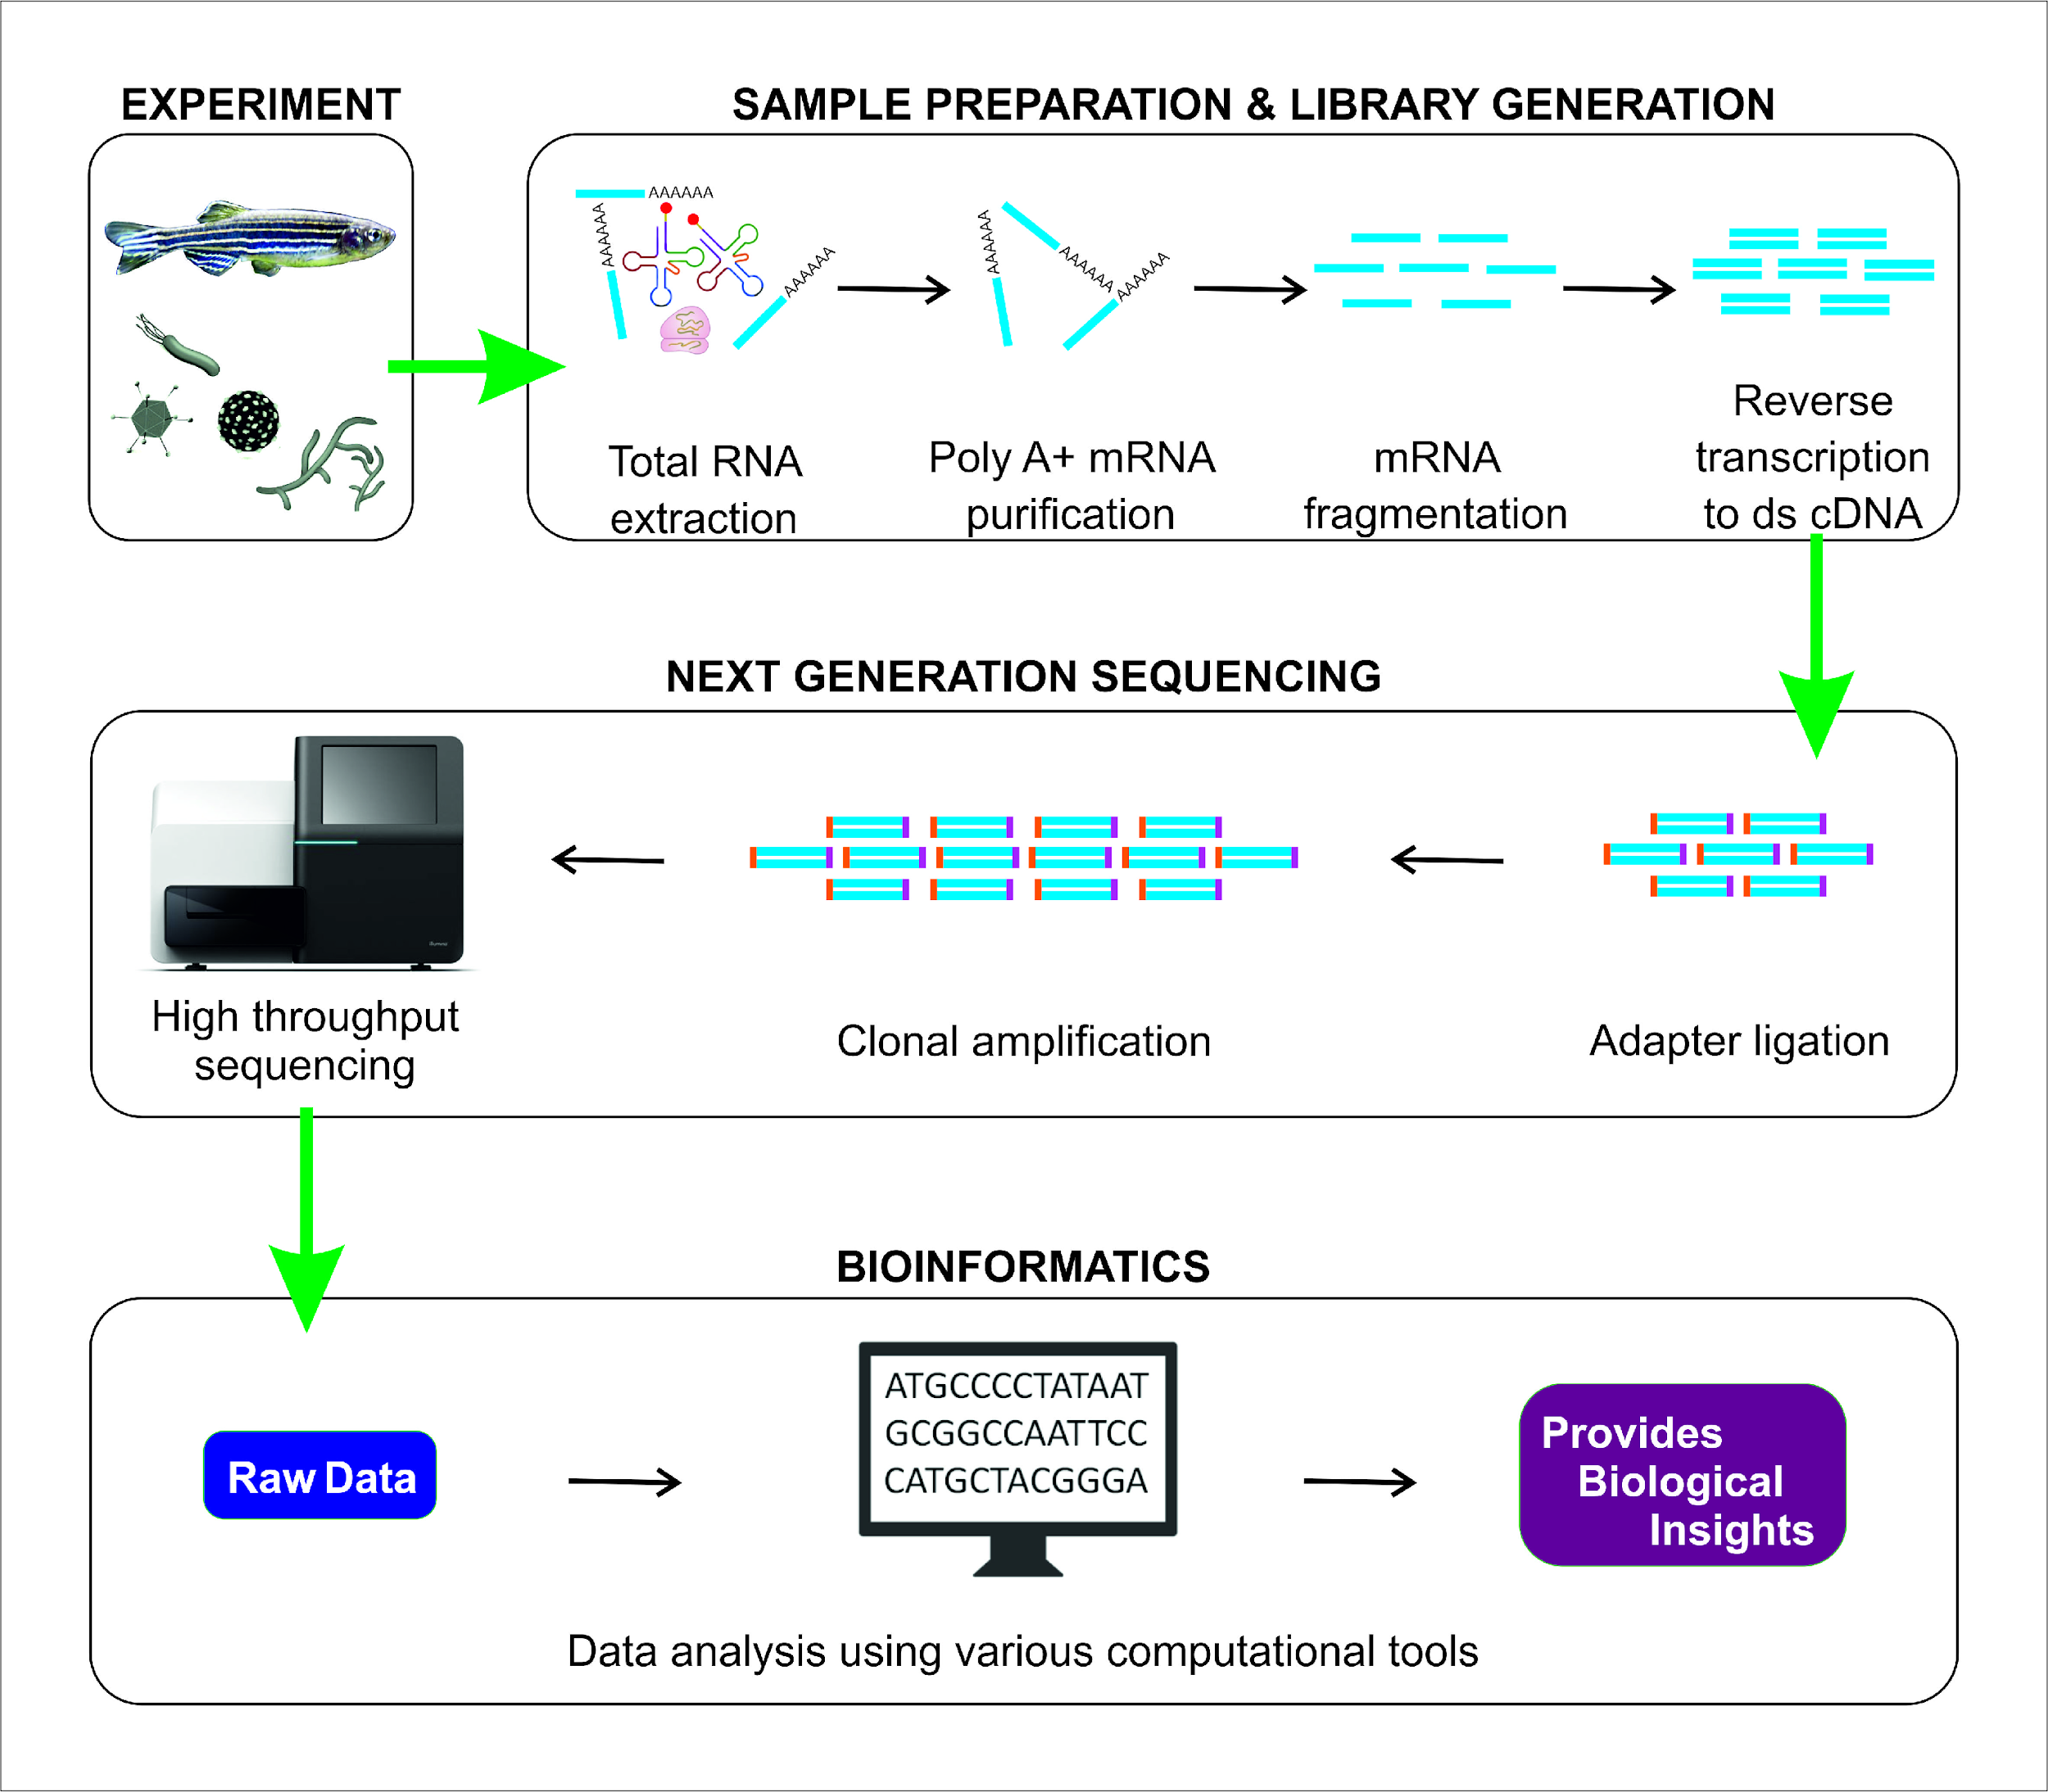 EXPERIMENT
SAMPLE PREPARATION & LIBRARY GENERATION
AAAAAA
AAAAAA
AAAAAA
AAAAAA
AAAAAA
AAAAAA
Total RNA
extraction
Poly A+ mRNA
purification
mRNA
fragmentation
Reverse
transcription
to ds cDNA
NEXT GENERATION SEQUENCING
High throughput
sequencing
Clonal amplification
Adapter ligation
BIOINFORMATICS
Raw Data
ATGCCCCTATAAT
GCGGCCAATTCC
CATGCTACGGGA
Provides
Biological
Insights
Data analysis using various computational tools